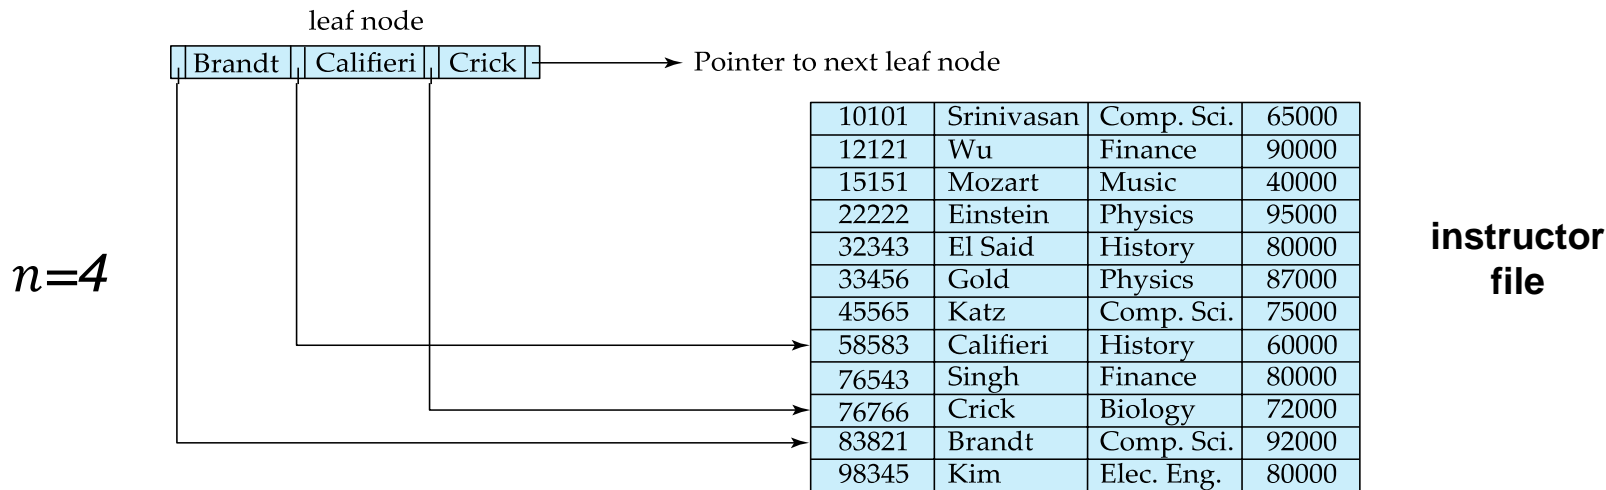 leaf node
Brandt Califieri Crick
Pointer to next leaf node
10101 Srinivasan Comp. Sci. 65000
12121 Wu Finance 90000
15151 Mozart Music 40000
22222 Einstein Physics 95000
32343 El Said History 80000
33456 Gold Physics 87000
45565 Katz Comp. Sci. 75000
58583 Califieri History 60000
76543 Singh Finance 80000
76766 Crick Biology 72000
83821 Brandt Comp. Sci. 92000
98345 Kim Elec. Eng. 80000
n=4
instructor
file